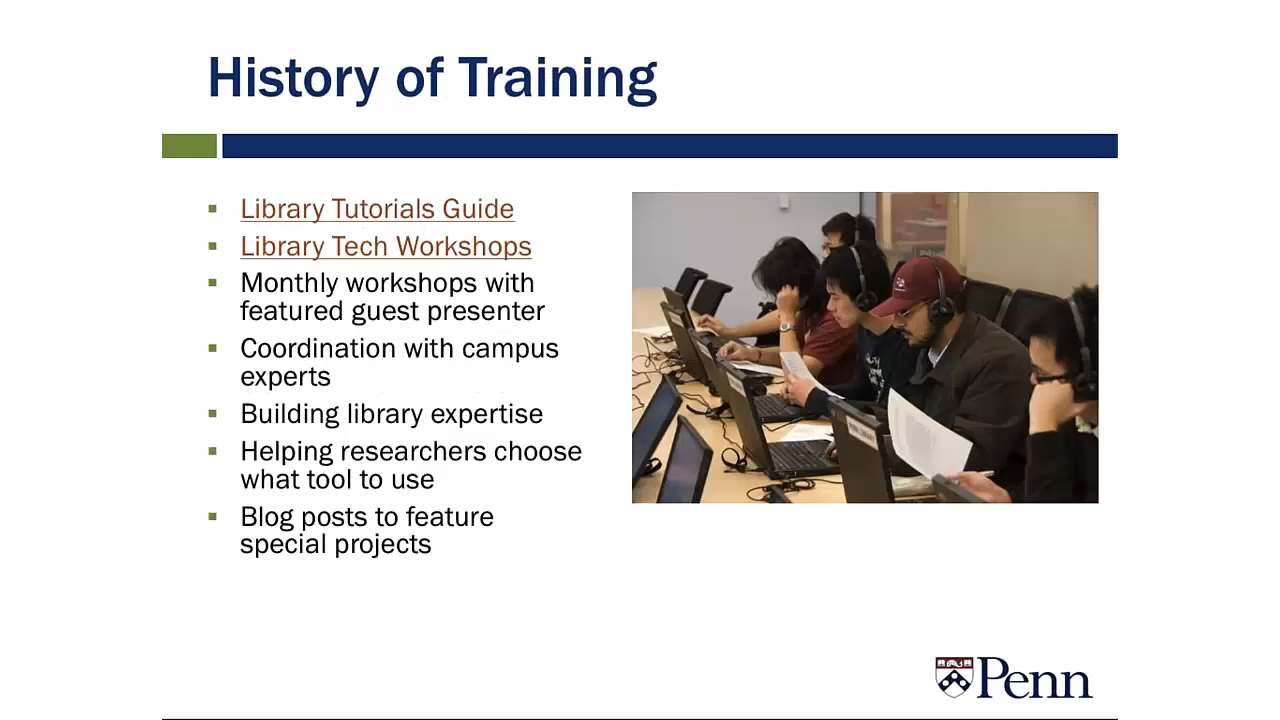 History of Training
Library Tutorials Guide
Library Tech Workshops
Monthly workshops with
featured guest presenter
Coordination with campus
experts
Building library expertise
Helping researchers choose
what tool to use
Blog posts to feature
special projects
Penn